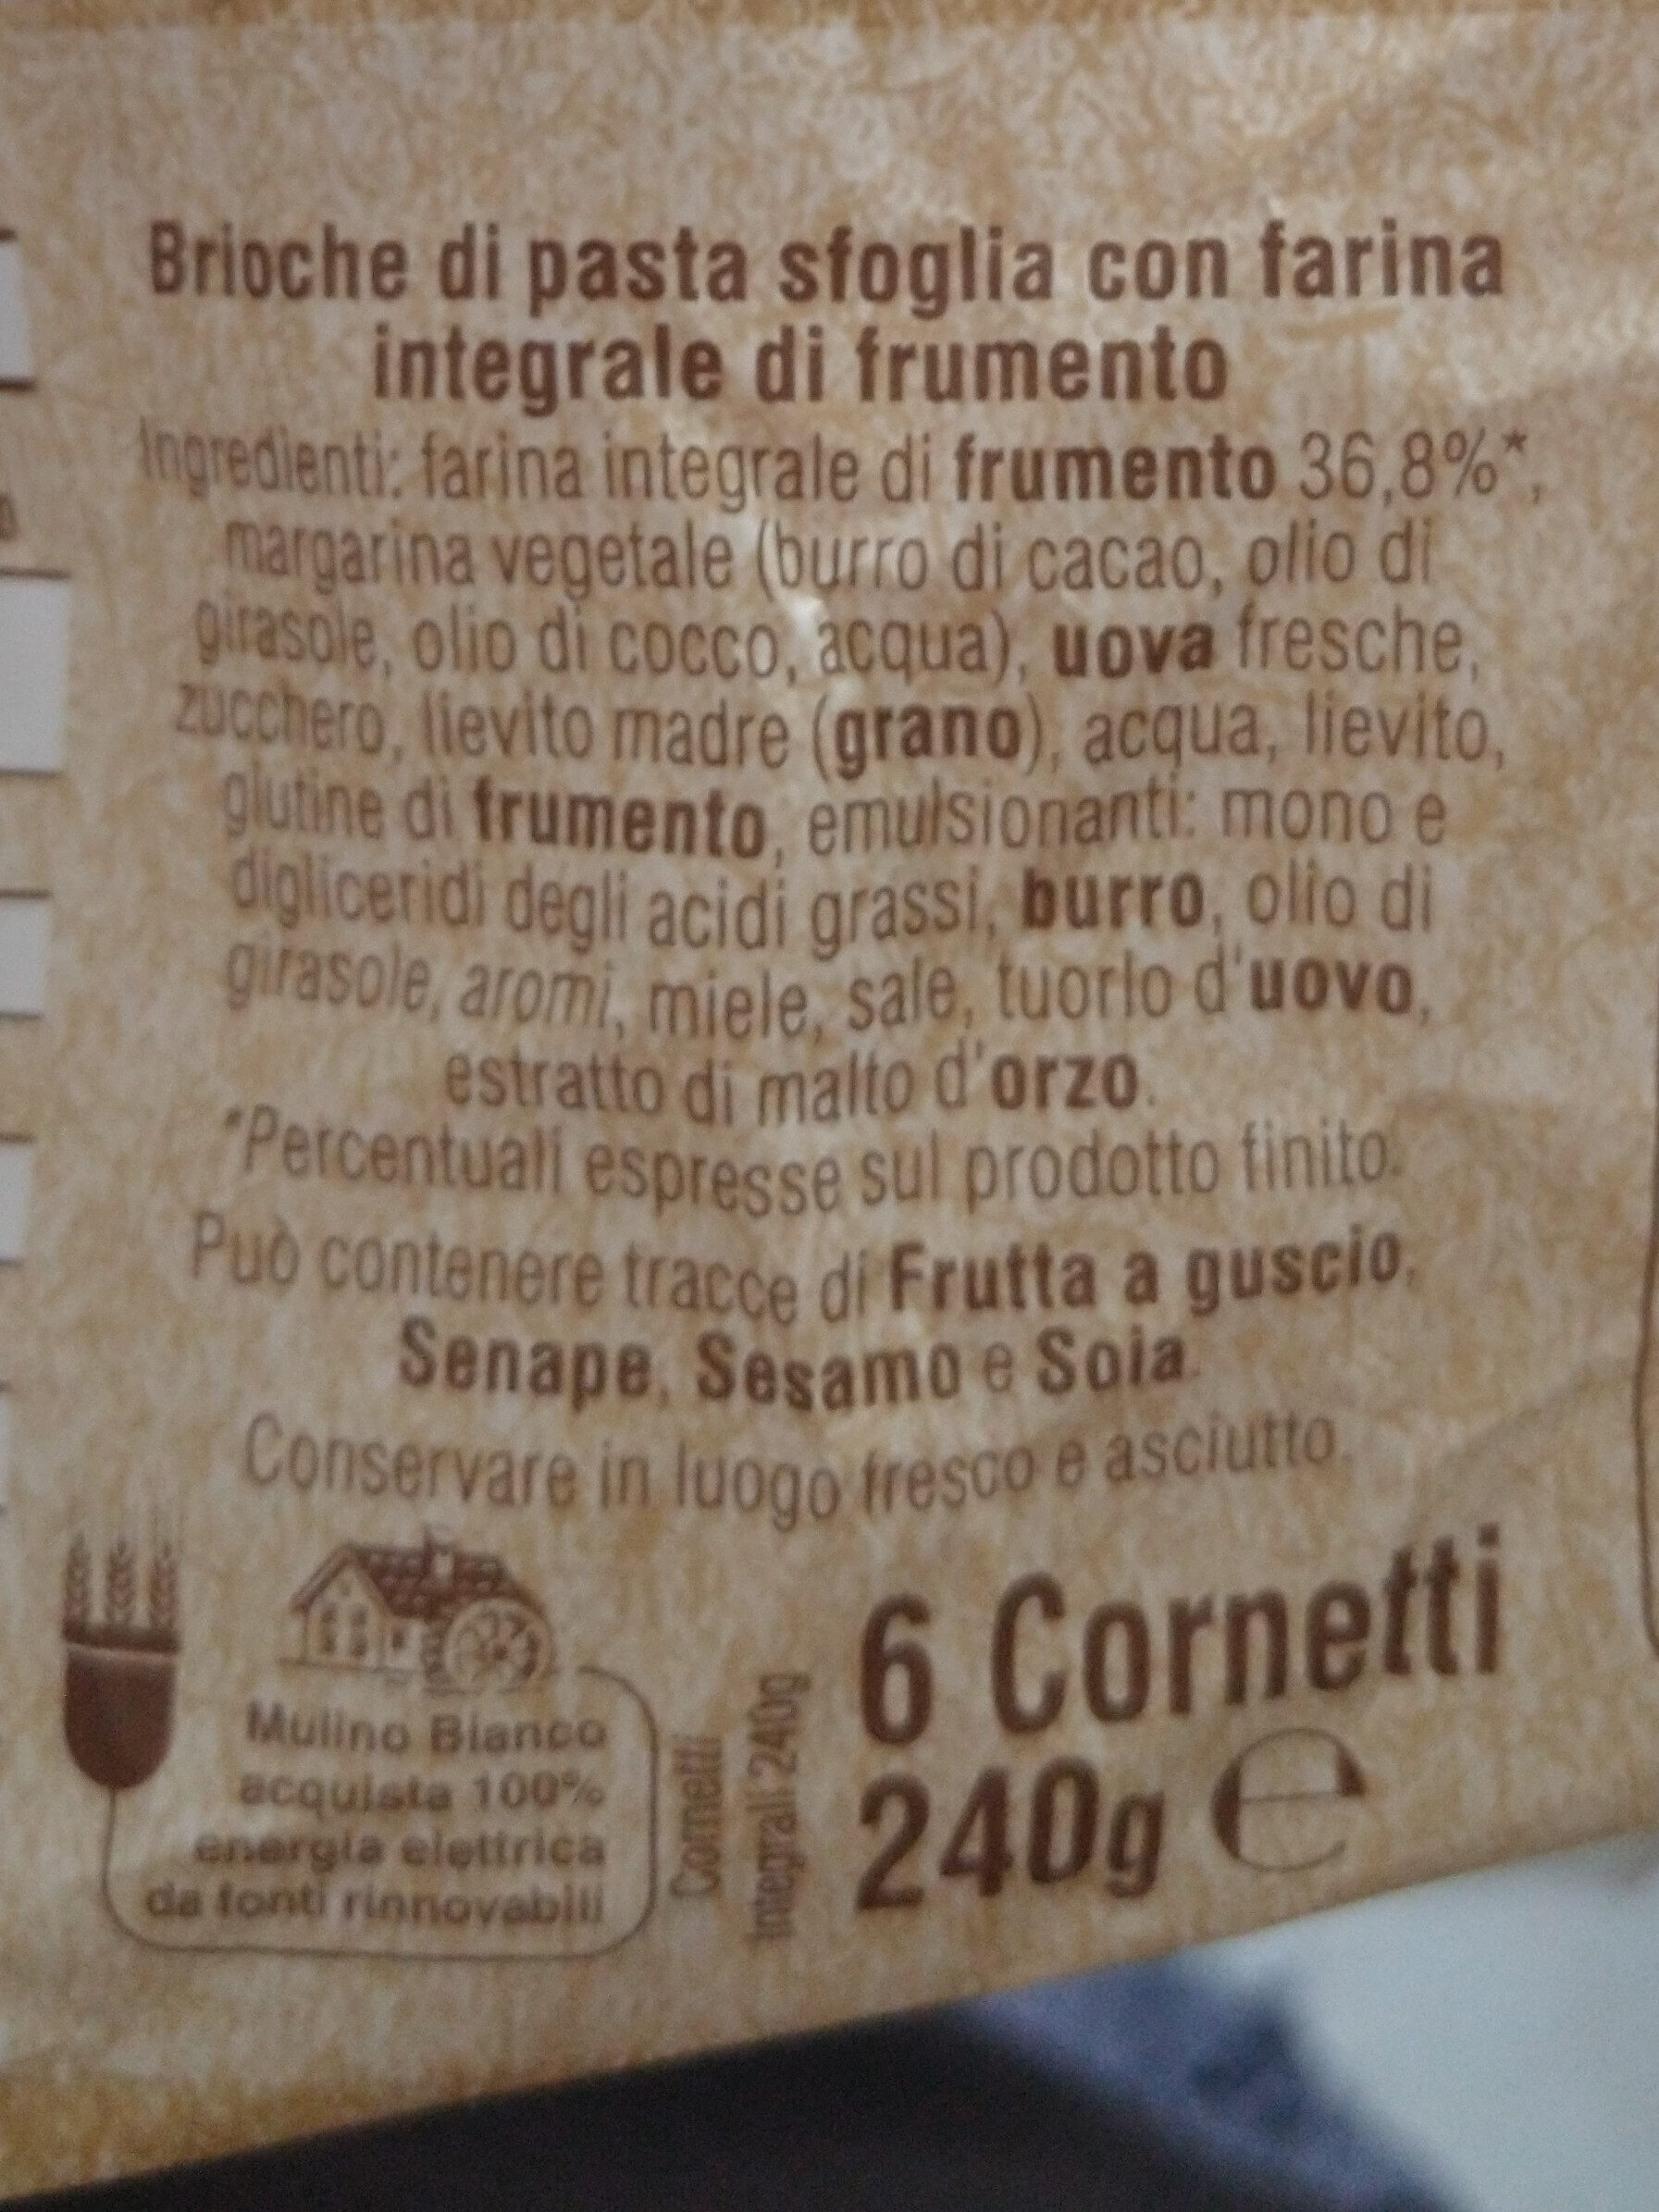 Brioche di pasta sfoglia con farina
integrale di frumento
Ingredienti: farina integrale di frumento 36,8%*,
margarina vegetale (burro di cacao, olio di
girasole, olio di cocco, acqua), uova fresche,
zucchero, lievito madre (grano), acqua, lievito,
glutine di frumento, emulsionanti: mono e
digliceridi degli acidi grassi, burro, olio di
girasole, aromi, miele, sale, tuorlo d'uovo,
estratto di malto d'orzo.
*Percentuali espresse sul prodotto finito.
Può contenere tracce di Frutta a guscio,
Senape, Sesamo e Soia.
Conservare in luogo fresco e asciutto.
Mulino Bianco
acquista 100%
energia elettrica
da fonti rinnovabili
Cornetti
Integrali 240g
6 Cornetti
240g e